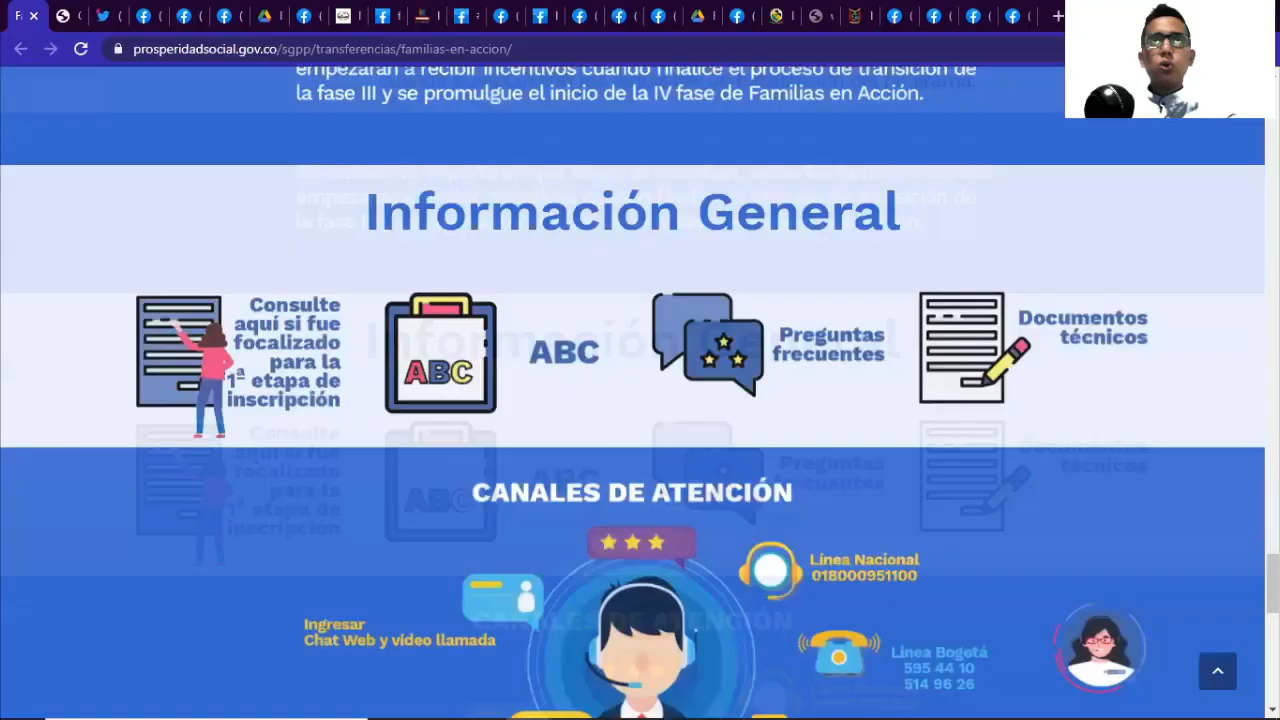 prosperidadsocial.gov.co/sgpp/transferencias/familias-en-accion/
empezarán a recibir incentivos cuando finalice el proceso de transición de
la fase III y se promulgue el inicio de la IV fase de Familias en Acción.
Información General
Consulte
aquí si fue
focalizado
para la
1ª etapa de
inscripción
ABC
ABC
Preguntas
frecuentes
Documentos
técnicos
CANALES DE ATENCIÓN
Línea Nacional
018000951100
Ingresar
Chat Web y vídeo llamada
Línea Bogotá
595 44 10
514 96 26